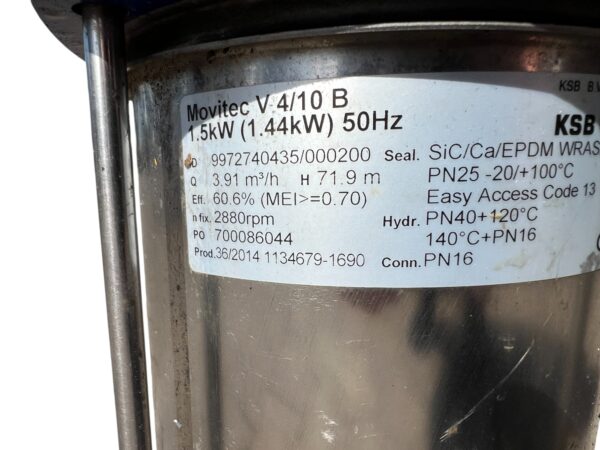 KSB B.V
Movitec V 4/10 B
1.5kW (1.44kW) 50Hz
KSB
ID 9972740435/000200 Seal. SiC/Ca/EPDM WRAS
Q 3.91 m³/h H 71.9 m PN25 -20/+100°C
Eff. 60.6% (MEI>=0.70) Easy Access Code 13
n fix. 2880rpm Hydr. PN40+120°C
PO 700086044 140°C+PN16
Prod.36/2014 1134679-1690 Conn.PN16